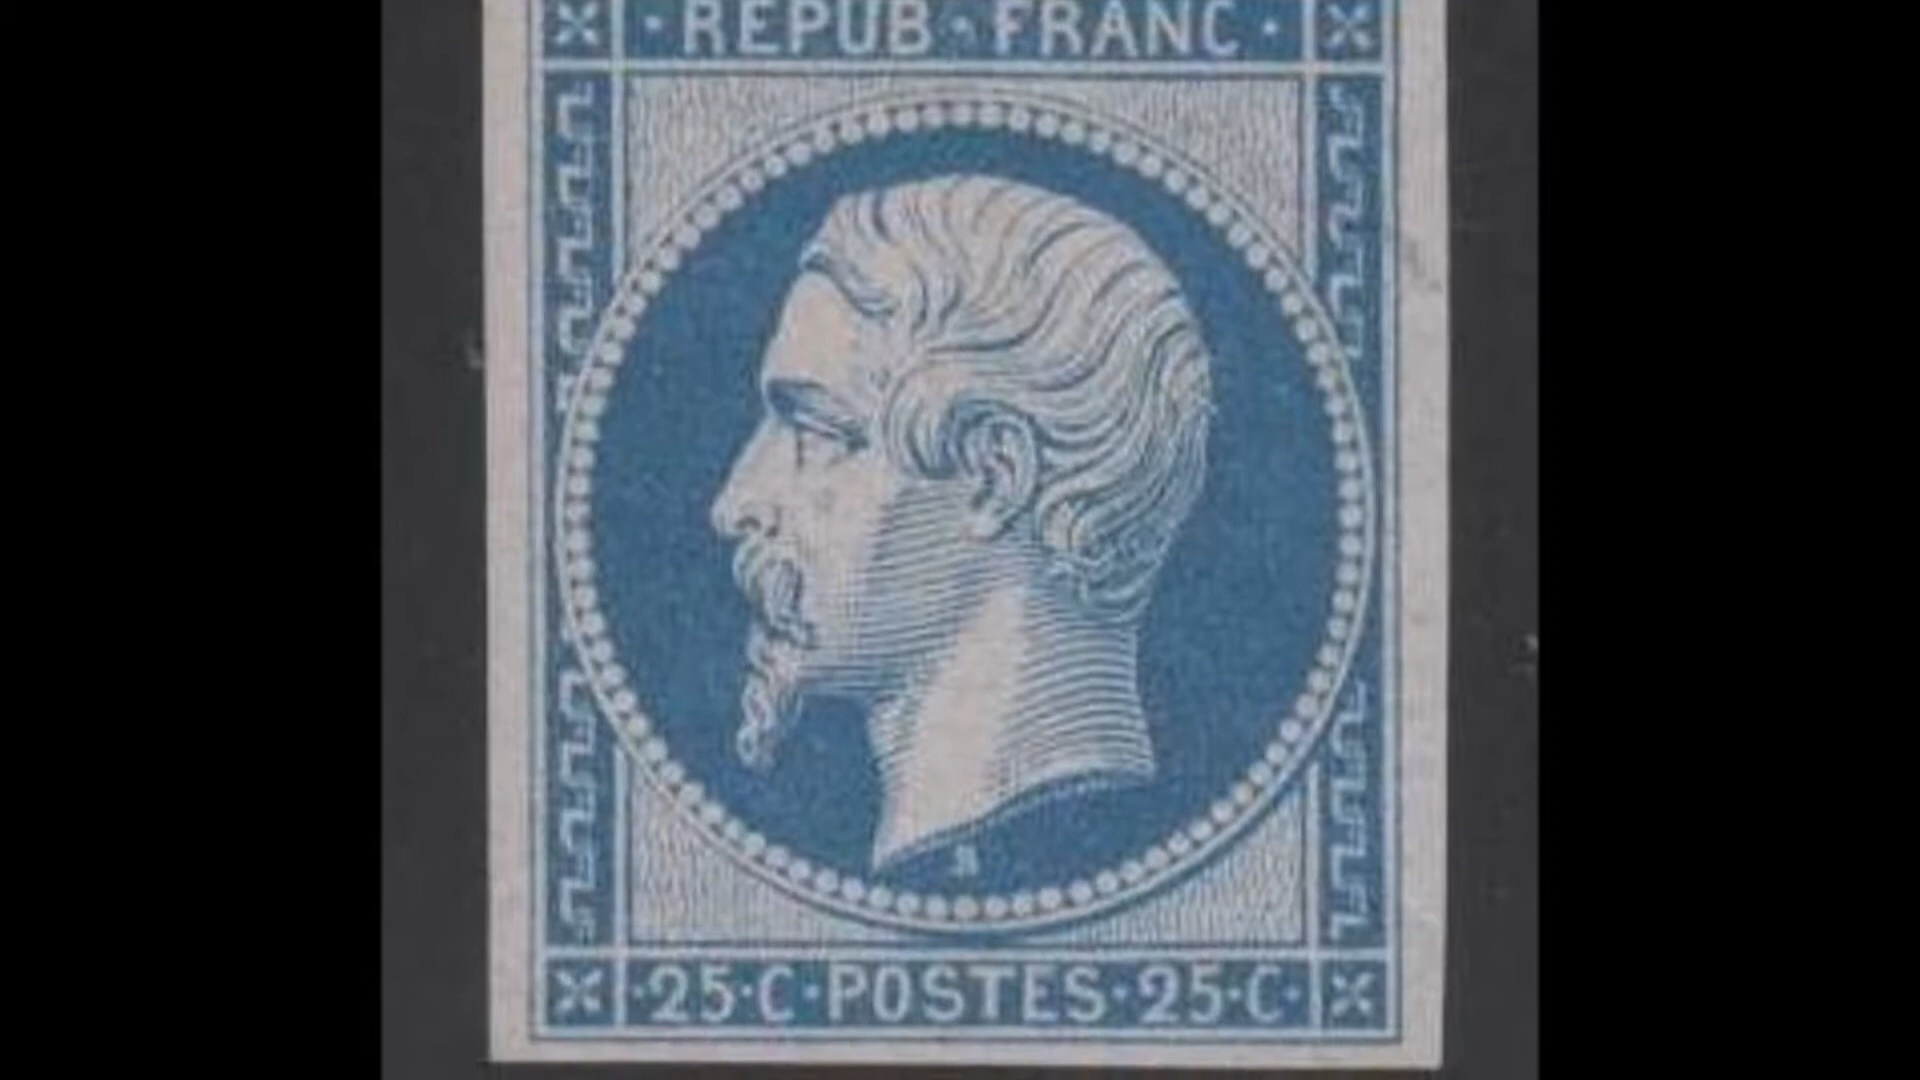 · REPUB · FRANC ·
B
· 25 · C · POSTES · 25 · C ·